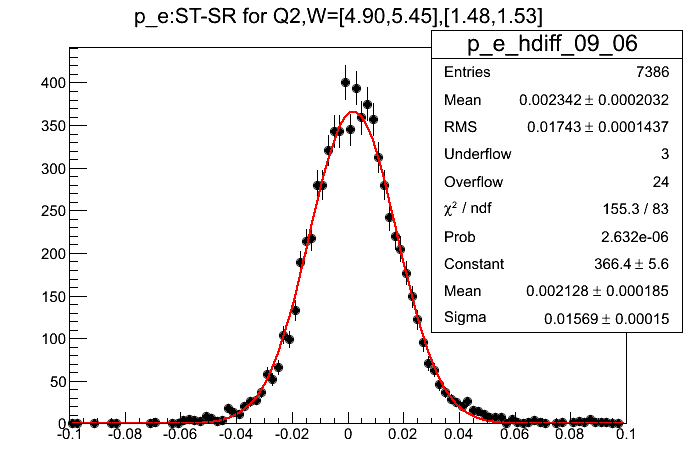 p_e:ST-SR for Q2,W=[4.90,5.45],[1.48,1.53]
p_e_hdiff_09_06
Entries 7386
Mean 0.002342 ± 0.0002032
RMS 0.01743 ± 0.0001437
Underflow 3
Overflow 24
χ² / ndf 155.3 / 83
Prob 2.632e-06
Constant 366.4 ± 5.6
Mean 0.002128 ± 0.000185
Sigma 0.01569 ± 0.00015
400
350
300
250
200
150
100
50
0
-0.1 -0.08 -0.06 -0.04 -0.02 0 0.02 0.04 0.06 0.08 0.1